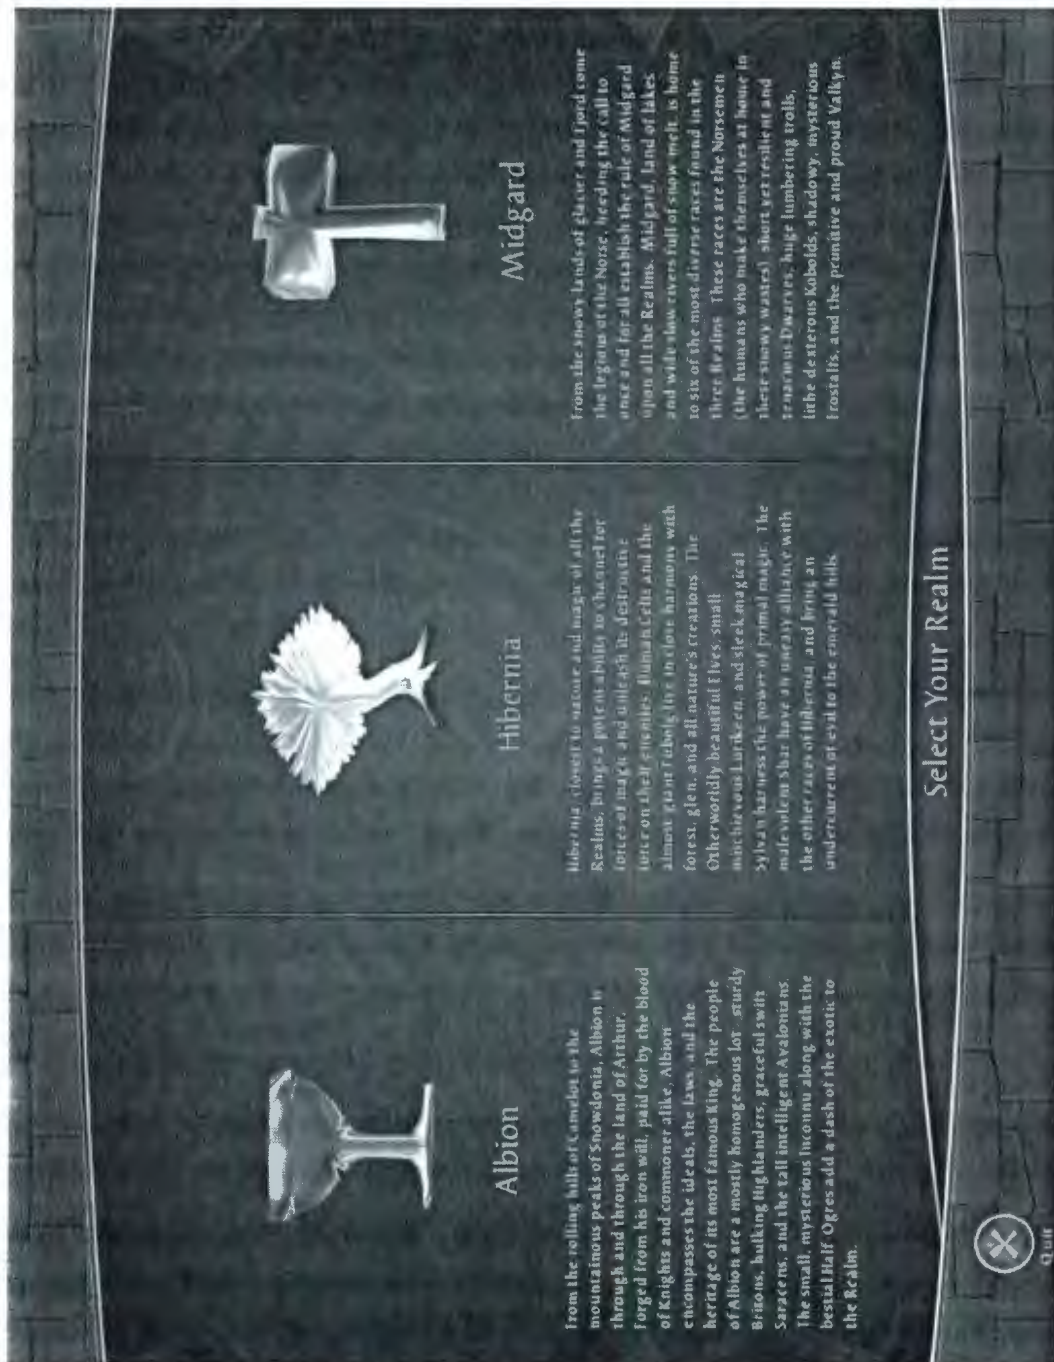 Albion
From the rolling hills of Camelot to the
mountainous peaks of Snowdonia, Albion is
through and through the land of Arthur.
Forged from his iron will, paid for by the blood
of Knights and commoner alike, Albion
encompasses the ideals, the laws, and the
heritage of its most famous King. The people
of Albion are a mostly homogenous lot, sturdy
Britons, hulking Highlanders, graceful swift
Saracens, and the tall intelligent Avalonians.
The small, mysterious Inconnu along with the
bestial Half Ogres add a dash of the exotic to
the Realm.
Hibernia
closest to nature and magic of all the
Realms, brings a potent ability to channel the
forces of magic and unleash its destructive
force on their enemies. Human Celts and the
almost giant Firbolg live in close harmony with
forest, glen, and all nature's creations. The
Otherworldly beautiful Elves, small
mischievous Lurikeen, and sleek magical
Sylvan harness the power of primal magic. The
malevolent Shar have an uneasy alliance with
the other races of Hibernia, and bring an
undercurrent of evil to the emerald hills.
Midgard
From the snowy lands of glacier and fjord come
the legions of the Norse, heeding the call to
once and for all establish the rule of Midgard
upon all the Realms. Midgard, land of lakes
and wide slow rivers full of snow melt, is home
to six of the most diverse races found in the
three Realms. These races are the Norsemen
(the humans who make themselves at home in
these snowy wastes), short yet resilient and
tenacious Dwarves, huge lumbering trolls,
lithe dexterous Kobolds, shadowy, mysterious
Frostalfs, and the primitive and proud Valkyn.
Select Your Realm
Quit